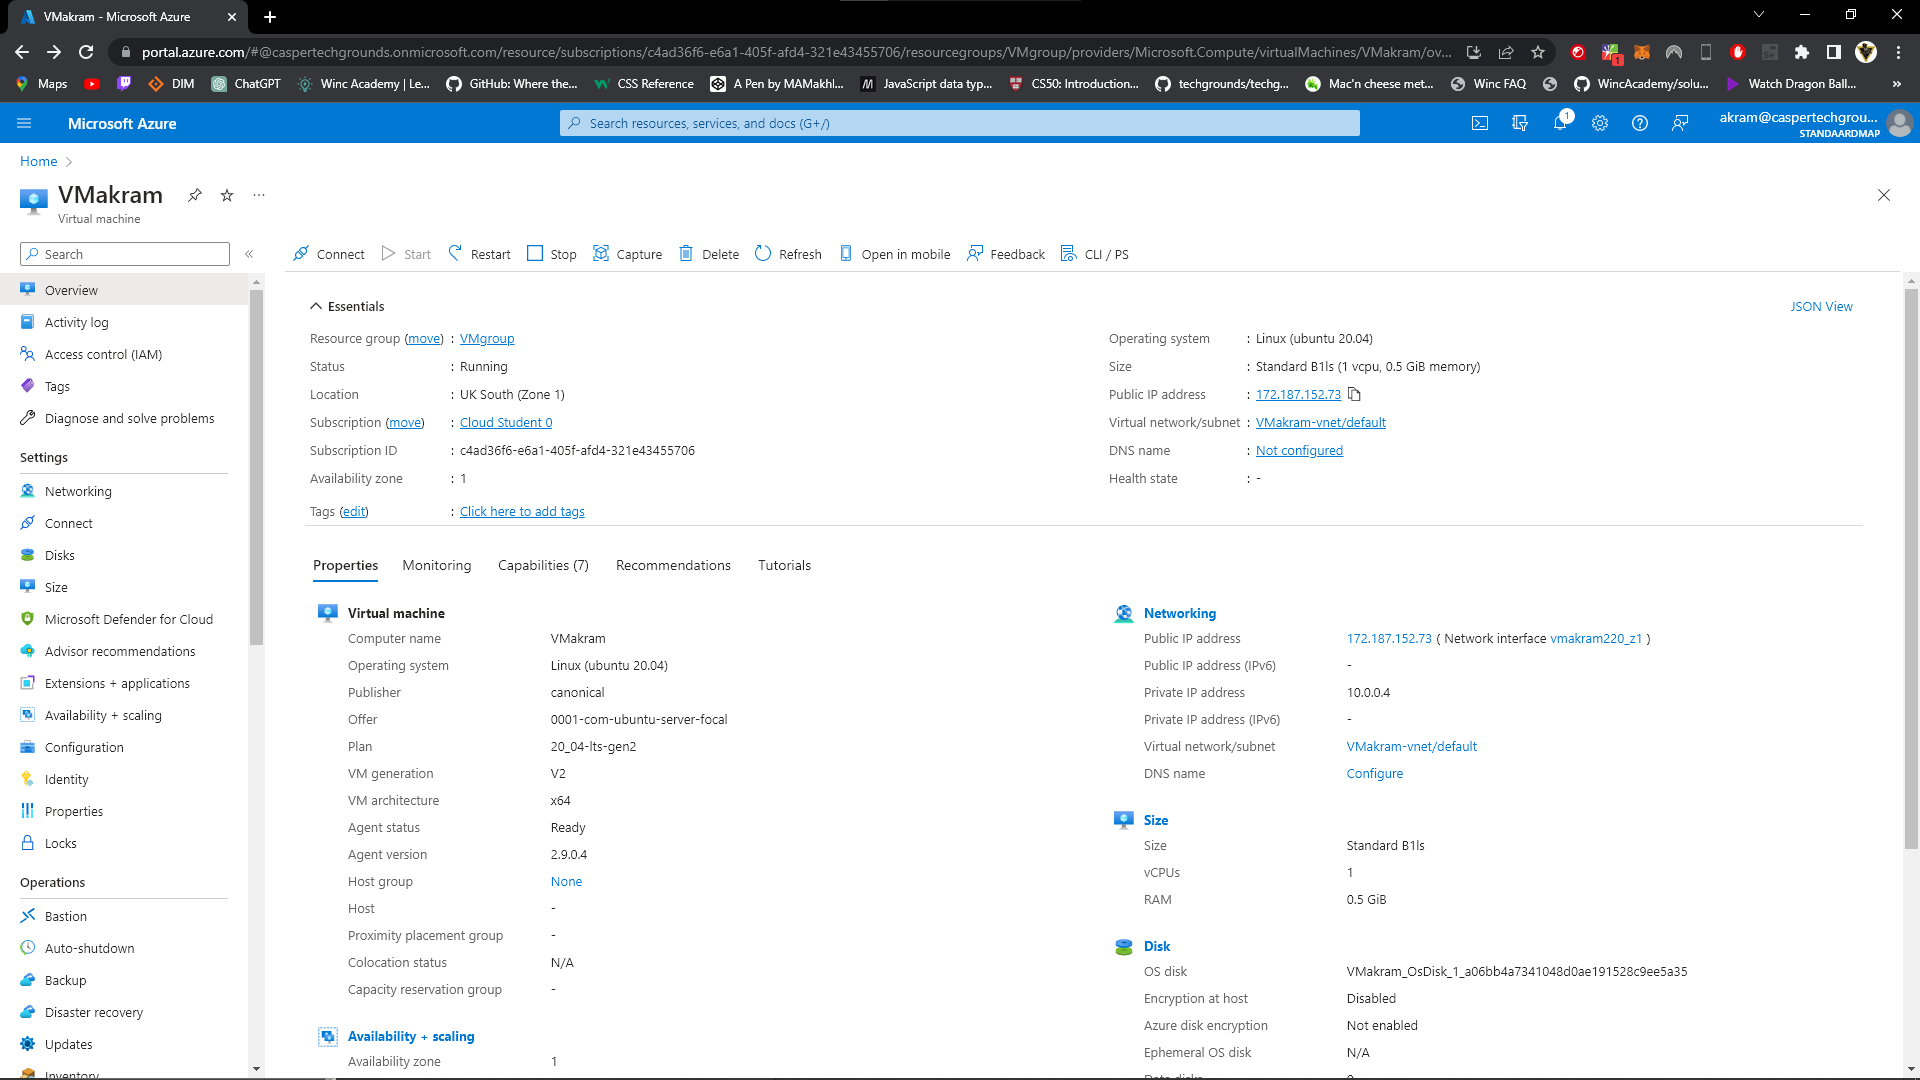 VMakram - Microsoft Azure
portal.azure.com/#@caspertechgrounds.onmicrosoft.com/resource/subscriptions/c4ad36f6-e6a1-405f-afd4-321e43455706/resourcegroups/VMgroup/providers/Microsoft.Compute/virtualMachines/VMakram/ov...
1
Maps
DIM
ChatGPT
Winc Academy | Le...
GitHub: Where the...
CSS Reference
A Pen by MAMakhl...
JavaScript data typ...
CS50: Introduction...
techgrounds/techg...
Mac'n cheese met...
Winc FAQ
WincAcademy/solu...
Watch Dragon Ball...
»
Microsoft Azure
Search resources, services, and docs (G+/)
1
akram@caspertechgrou...
STANDAARDMAP
Home
VMakram
Virtual machine
Search
Connect
Start
Restart
Stop
Capture
Delete
Refresh
Open in mobile
Feedback
CLI / PS
Overview
Activity log
Access control (IAM)
Tags
Diagnose and solve problems
Settings
Networking
Connect
Disks
Size
Microsoft Defender for Cloud
Advisor recommendations
Extensions + applications
Availability + scaling
Configuration
Identity
Properties
Locks
Operations
Bastion
Auto-shutdown
Backup
Disaster recovery
Updates
Inventory
Essentials
JSON View
Resource group (move) : VMgroup
Status : Running
Location : UK South (Zone 1)
Subscription (move) : Cloud Student 0
Subscription ID : c4ad36f6-e6a1-405f-afd4-321e43455706
Availability zone : 1
Operating system : Linux (ubuntu 20.04)
Size : Standard B1ls (1 vcpu, 0.5 GiB memory)
Public IP address : 172.187.152.73
Virtual network/subnet : VMakram-vnet/default
DNS name : Not configured
Health state : -
Tags (edit) : Click here to add tags
Properties
Monitoring
Capabilities (7)
Recommendations
Tutorials
Virtual machine
Computer name VMakram
Operating system Linux (ubuntu 20.04)
Publisher canonical
Offer 0001-com-ubuntu-server-focal
Plan 20_04-lts-gen2
VM generation V2
VM architecture x64
Agent status Ready
Agent version 2.9.0.4
Host group None
Host -
Proximity placement group -
Colocation status N/A
Capacity reservation group -
Availability + scaling
Availability zone 1
Networking
Public IP address 172.187.152.73 ( Network interface vmakram220_z1 )
Public IP address (IPv6) -
Private IP address 10.0.0.4
Private IP address (IPv6) -
Virtual network/subnet VMakram-vnet/default
DNS name Configure
Size
Size Standard B1ls
vCPUs 1
RAM 0.5 GiB
Disk
OS disk VMakram_OsDisk_1_a06bb4a7341048d0ae191528c9ee5a35
Encryption at host Disabled
Azure disk encryption Not enabled
Ephemeral OS disk N/A
Data disks 0